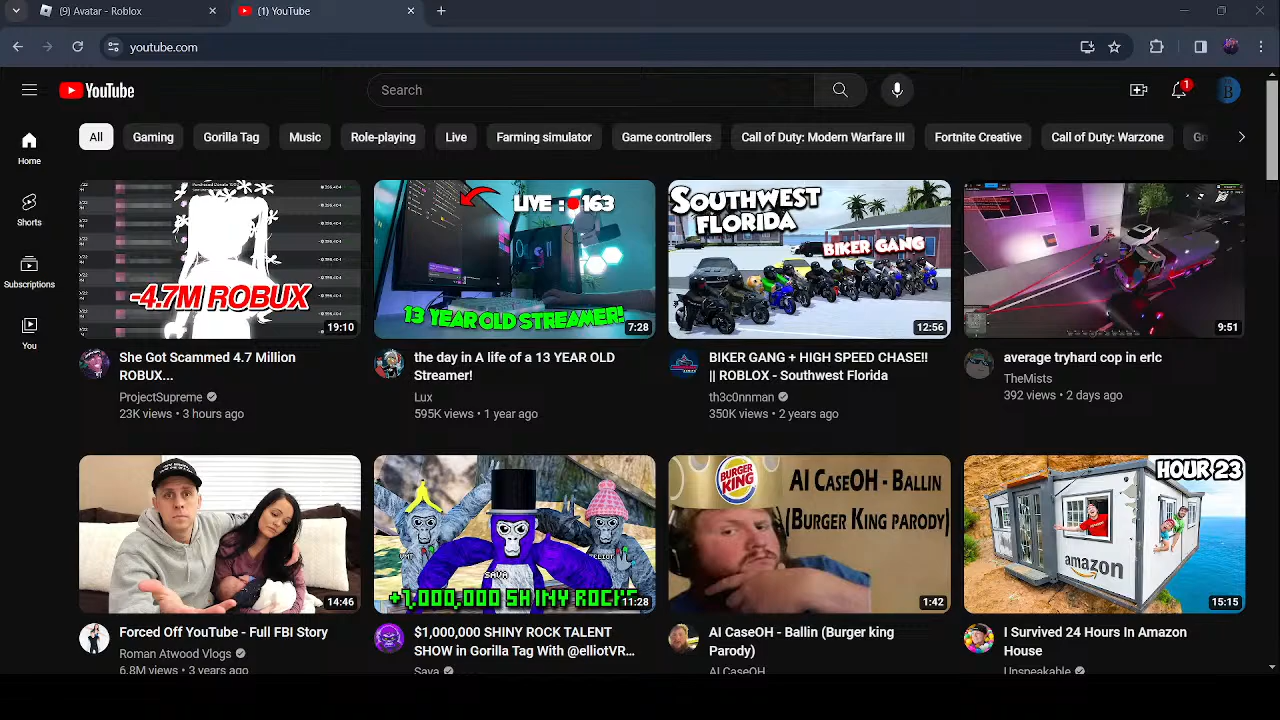 (9) Avatar - Roblox
(1) YouTube
youtube.com
YouTube
Search
1
B
All
Gaming
Gorilla Tag
Music
Role-playing
Live
Farming simulator
Game controllers
Call of Duty: Modern Warfare III
Fortnite Creative
Call of Duty: Warzone
Home
Shorts
Subscriptions
You
-4.7M ROBUX
19:10
LIVE : 163
13 YEAR OLD STREAMER!
7:28
SOUTHWEST
FLORIDA
BIKER GANG
12:56
9:51
She Got Scammed 4.7 Million
ROBUX...
ProjectSupreme
23K views • 3 hours ago
the day in A life of a 13 YEAR OLD
Streamer!
Lux
595K views • 1 year ago
BIKER GANG + HIGH SPEED CHASE!!
|| ROBLOX - Southwest Florida
th3c0nnman
350K views • 2 years ago
average tryhard cop in erlc
TheMists
392 views • 2 days ago
14:46
SAVA
+1,000,000 SHINY ROCKS
11:28
BURGER
KING
AI CASEOH - BALLIN
(BURGER KING PARODY)
1:42
HOUR 23
amazon
15:15
Forced Off YouTube - Full FBI Story
Roman Atwood Vlogs
6.8M views • 3 years ago
$1,000,000 SHINY ROCK TALENT
SHOW in Gorilla Tag With @elliotVR...
Sava
AI CaseOH - Ballin (Burger king
Parody)
AI CaseOH
I Survived 24 Hours In Amazon
House
Unspeakable